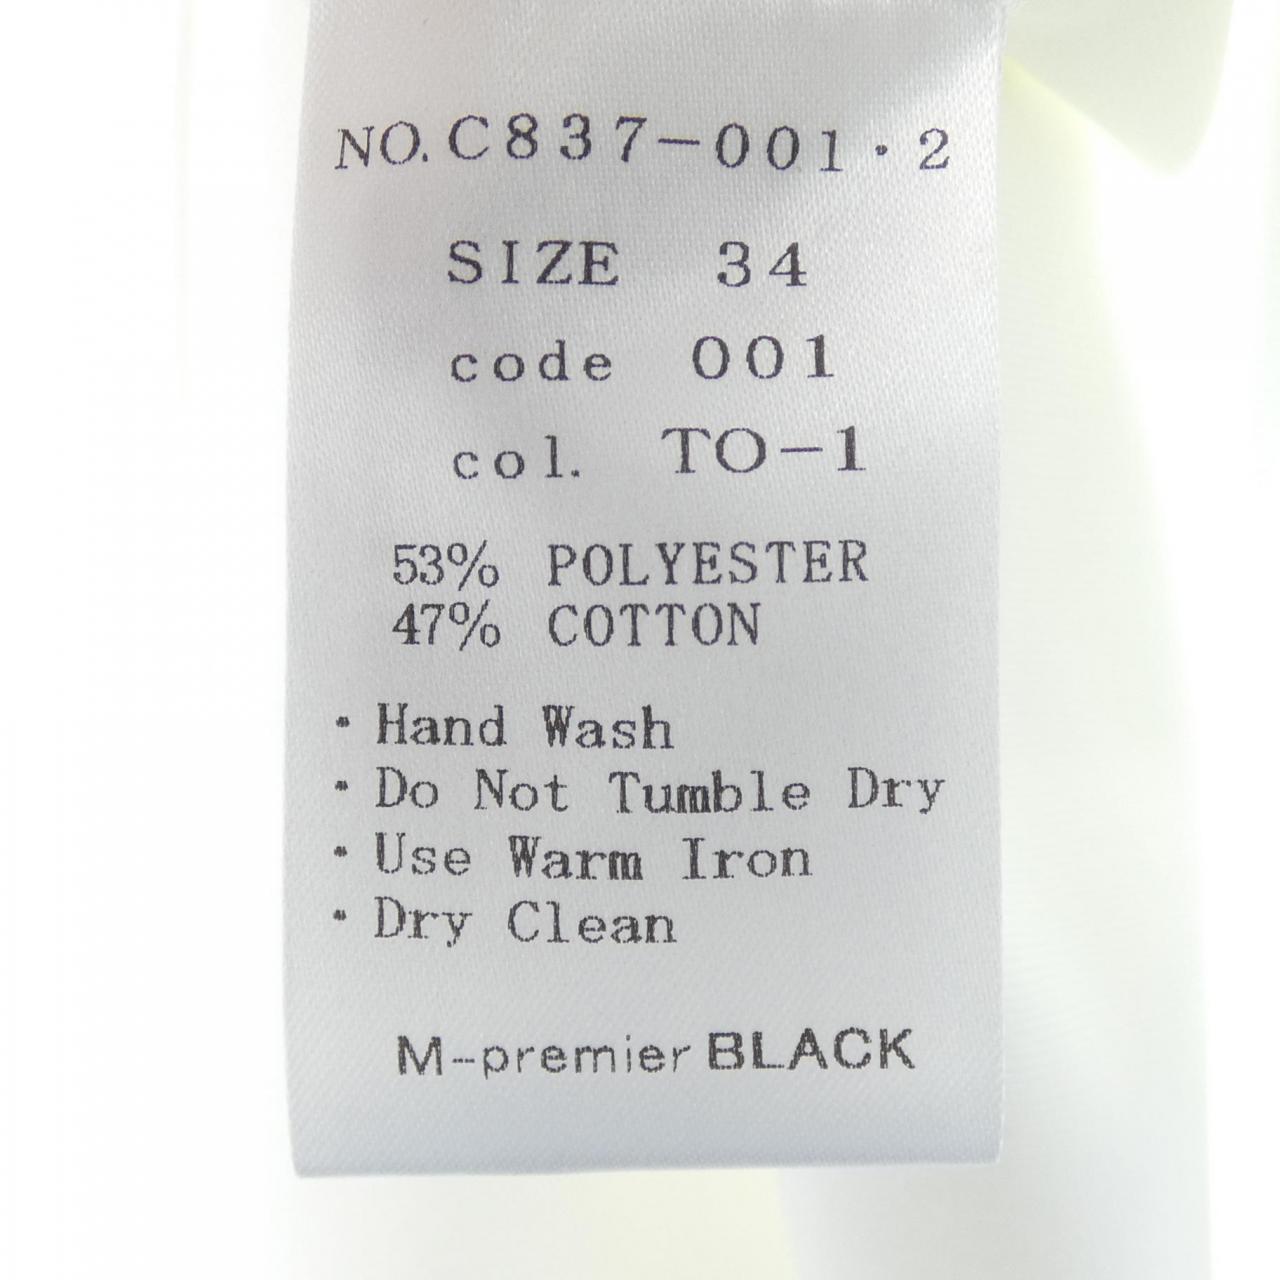 NO.C837-001・2
SIZE 34
code 001
col. TO-1
53% POLYESTER
47% COTTON
・Hand Wash
・Do Not Tumble Dry
・Use Warm Iron
・Dry Clean
M-premier BLACK